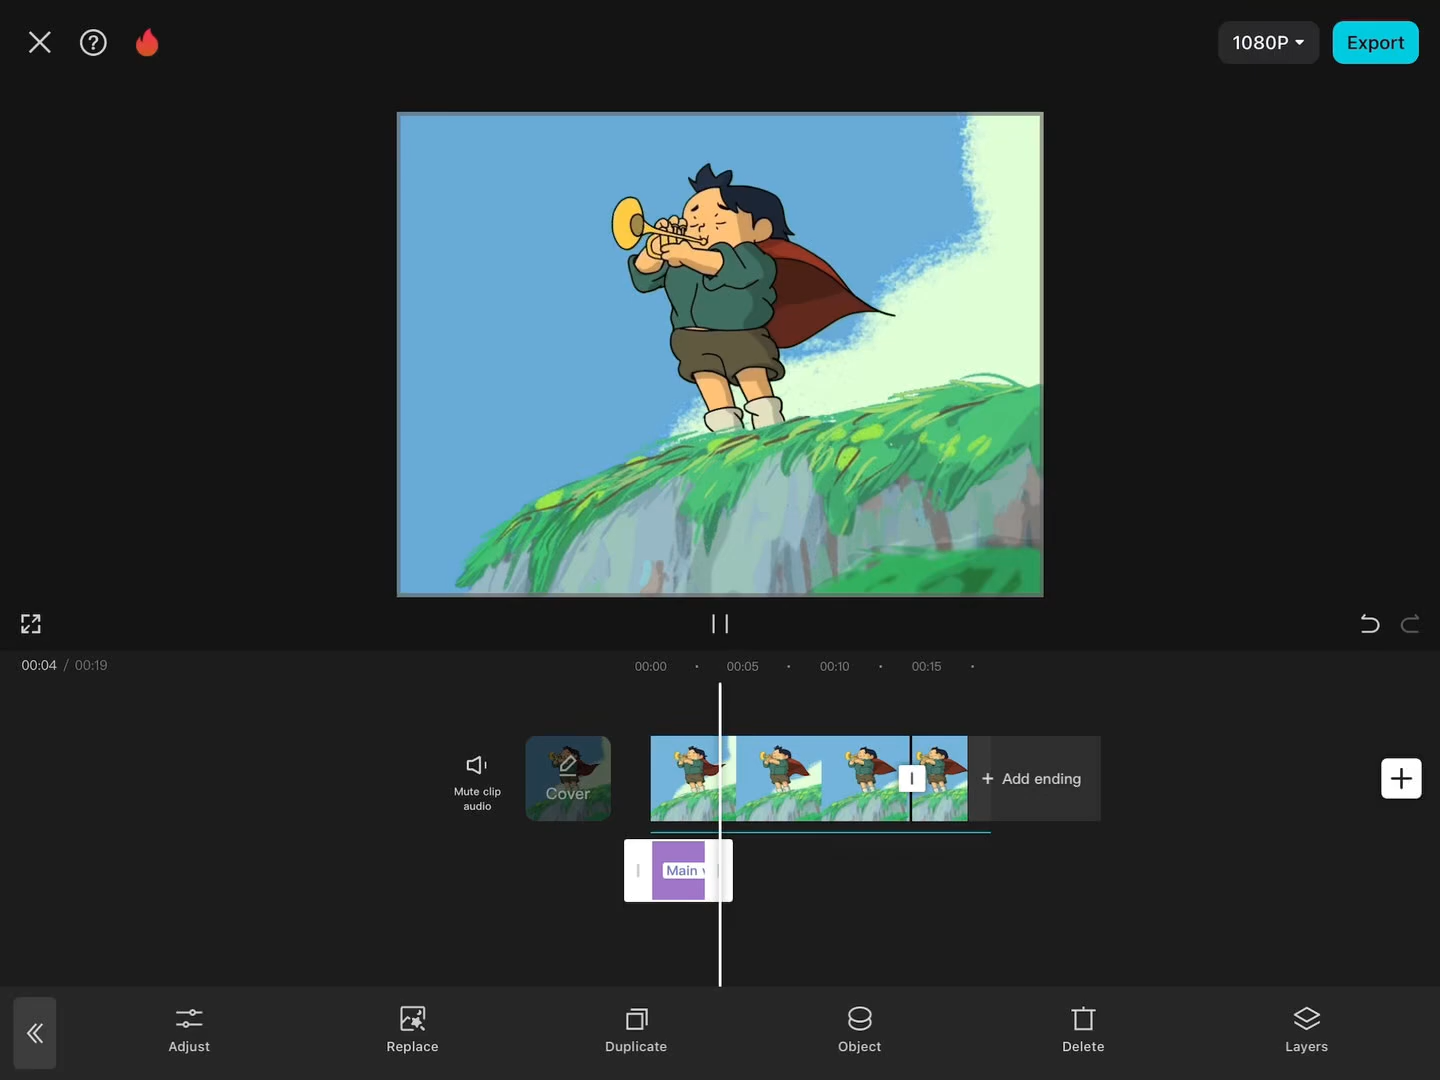 1080P
Export
00:04 / 00:19
00:00
00:05
00:10
00:15
Mute clip
audio
Cover
+ Add ending
Main
Adjust
Replace
Duplicate
Object
Delete
Layers